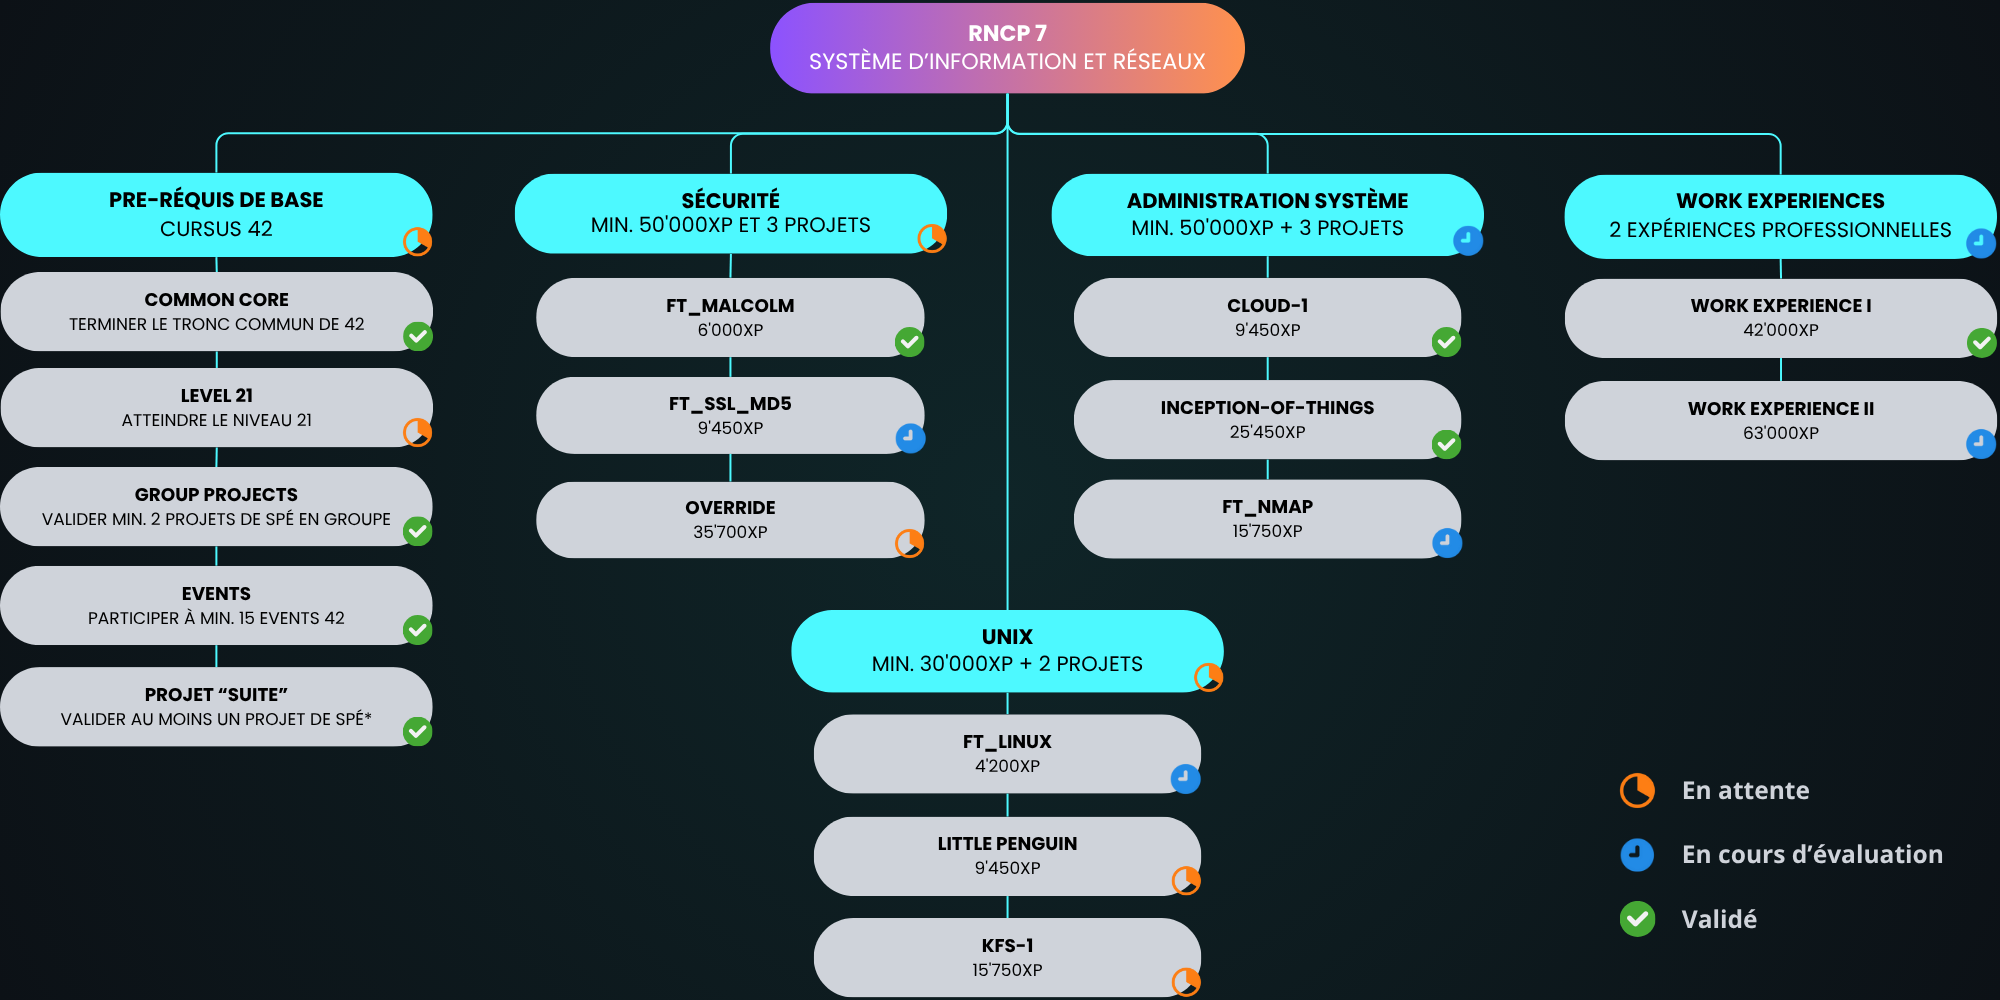 RNCP 7
SYSTÈME D’INFORMATION ET RÉSEAUX
PRE-RÉQUIS DE BASE
CURSUS 42
COMMON CORE
TERMINER LE TRONC COMMUN DE 42
LEVEL 21
ATTEINDRE LE NIVEAU 21
GROUP PROJECTS
VALIDER MIN. 2 PROJETS DE SPÉ EN GROUPE
EVENTS
PARTICIPER À MIN. 15 EVENTS 42
PROJET “SUITE”
VALIDER AU MOINS UN PROJET DE SPÉ*
SÉCURITÉ
MIN. 50'000XP ET 3 PROJETS
FT_MALCOLM
6'000XP
FT_SSL_MD5
9'450XP
OVERRIDE
35'700XP
ADMINISTRATION SYSTÈME
MIN. 50'000XP + 3 PROJETS
CLOUD-1
9'450XP
INCEPTION-OF-THINGS
25'450XP
FT_NMAP
15'750XP
WORK EXPERIENCES
2 EXPÉRIENCES PROFESSIONNELLES
WORK EXPERIENCE I
42'000XP
WORK EXPERIENCE II
63'000XP
UNIX
MIN. 30'000XP + 2 PROJETS
FT_LINUX
4'200XP
LITTLE PENGUIN
9'450XP
KFS-1
15'750XP
En attente
En cours d’évaluation
Validé